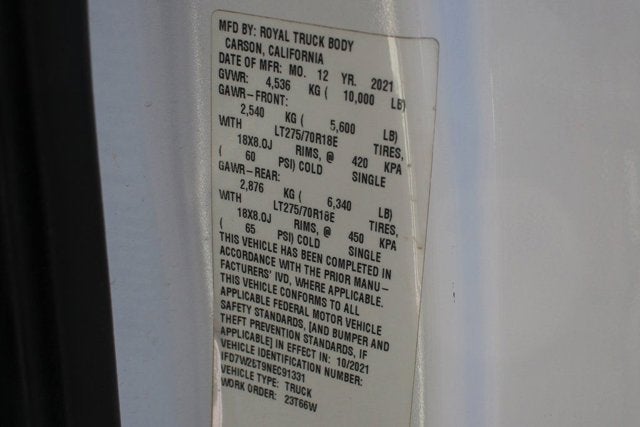 MFD BY: ROYAL TRUCK BODY
CARSON, CALIFORNIA
DATE OF MFR: MO. 12 YR. 2021
GVWR: 4,536 KG ( 10,000 LB)
GAWR-FRONT:
2,540 KG ( 5,600 LB)
WITH LT275/70R18E TIRES,
18X8.0J RIMS, @ 420 KPA
( 60 PSI) COLD SINGLE
GAWR-REAR:
2,876 KG ( 6,340 LB)
WITH LT275/70R18E TIRES,
18X8.0J RIMS, @ 450 KPA
( 65 PSI) COLD SINGLE
THIS VEHICLE HAS BEEN COMPLETED IN
ACCORDANCE WITH THE PRIOR MANU-
FACTURERS' IVD, WHERE APPLICABLE.
THIS VEHICLE CONFORMS TO ALL
APPLICABLE FEDERAL MOTOR VEHICLE
SAFETY STANDARDS, [AND BUMPER AND
THEFT PREVENTION STANDARDS, IF
APPLICABLE] IN EFFECT IN: 10/2021
VEHICLE IDENTIFICATION NUMBER:
1FD7W2GT9NEC91331
VEHICLE TYPE: TRUCK
WORK ORDER: 23T66W